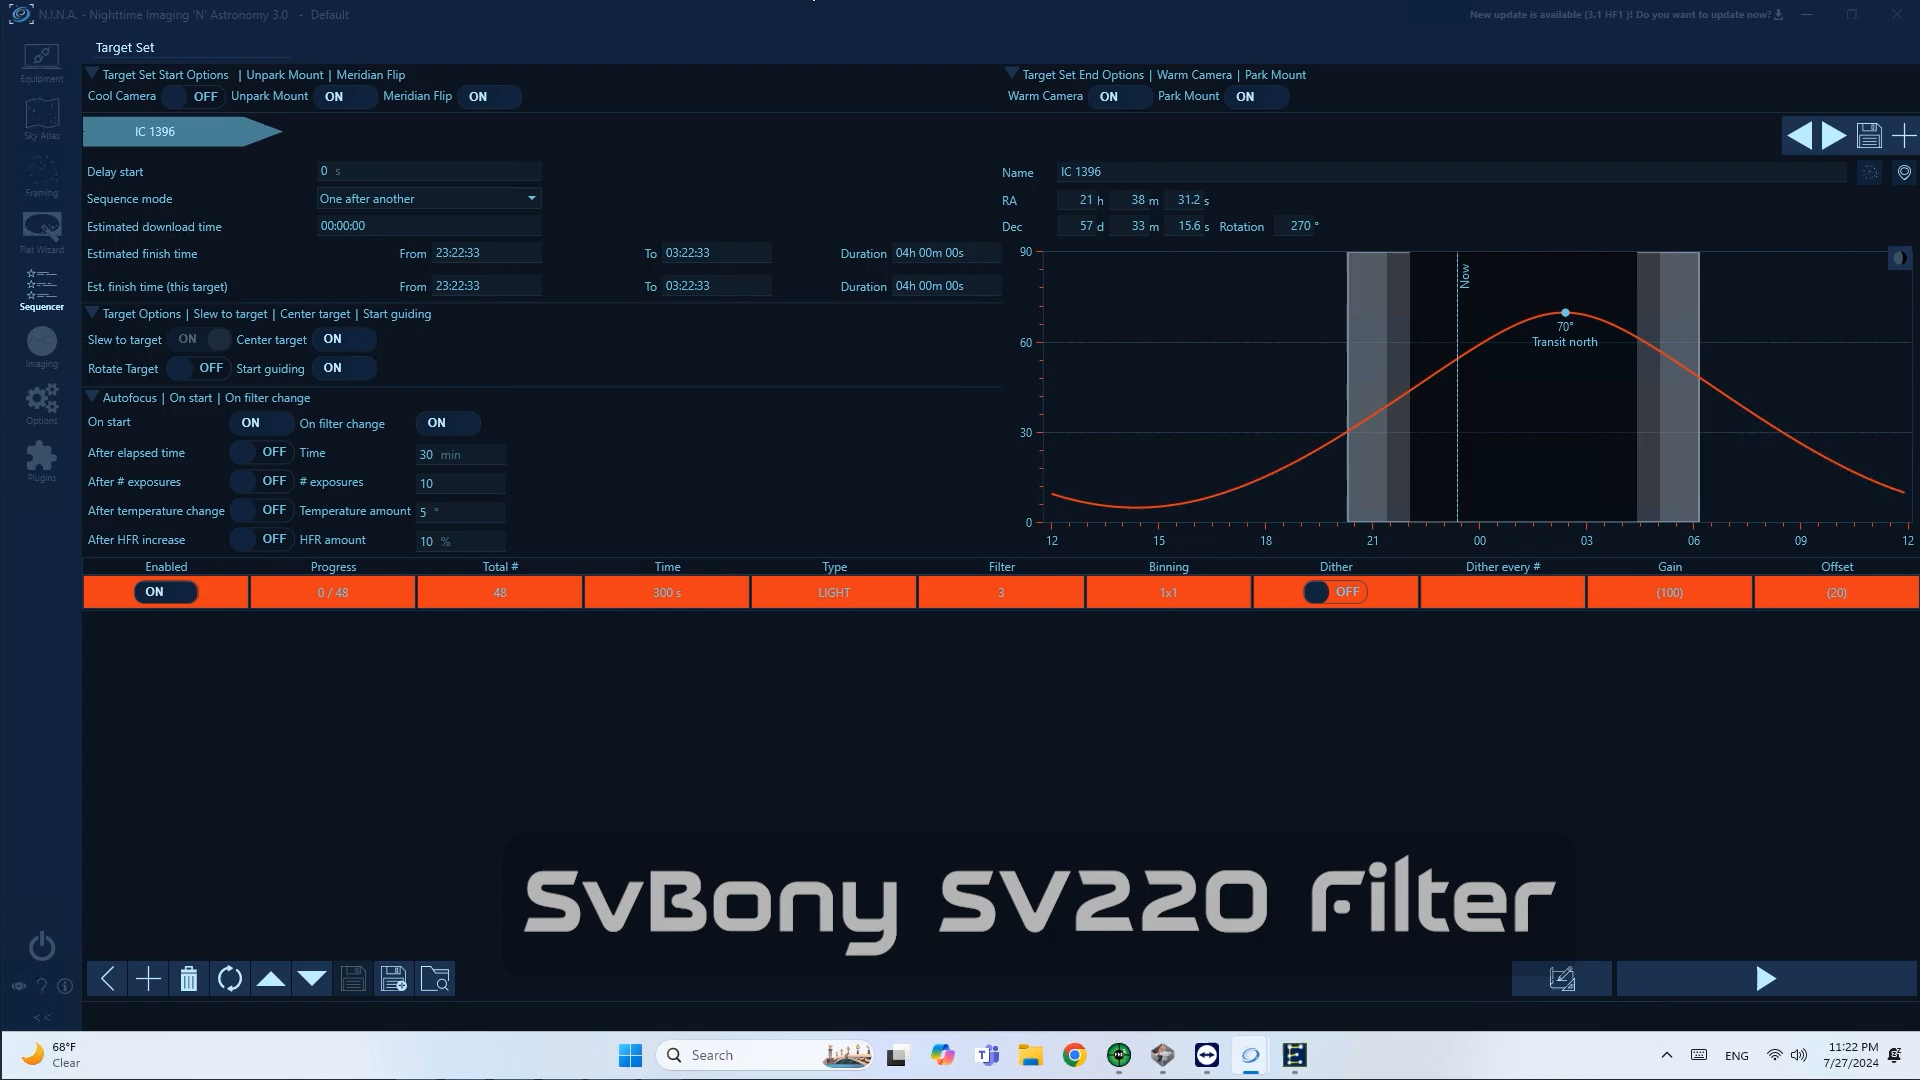 N.I.N.A. - Nighttime Imaging 'N' Astronomy 3.0 - Default
New update is available (3.1 HF1 )! Do you want to update now?
Equipment
Sky Atlas
Framing
Flat Wizard
Sequencer
Imaging
Options
Plugins
Target Set
Target Set Start Options | Unpark Mount | Meridian Flip
Cool Camera OFF Unpark Mount ON Meridian Flip ON
Target Set End Options | Warm Camera | Park Mount
Warm Camera ON Park Mount ON
IC 1396
Delay start 0 s
Sequence mode One after another
Estimated download time 00:00:00
Estimated finish time From 23:22:33 To 03:22:33 Duration 04h 00m 00s
Est. finish time (this target) From 23:22:33 To 03:22:33 Duration 04h 00m 00s
Target Options | Slew to target | Center target | Start guiding
Slew to target ON Center target ON
Rotate Target OFF Start guiding ON
Autofocus | On start | On filter change
On start ON On filter change ON
After elapsed time OFF Time 30 min
After # exposures OFF # exposures 10
After temperature change OFF Temperature amount 5 °
After HFR increase OFF HFR amount 10 %
Name IC 1396
RA 21 h 38 m 31.2 s
Dec 57 d 33 m 15.6 s Rotation 270 °
90
60
30
0
Now
70°
Transit north
12 15 18 21 00 03 06 09 12
Enabled Progress Total # Time Type Filter Binning Dither Dither every # Gain Offset
ON 0 / 48 48 300 s LIGHT 3 1x1 OFF (100) (20)
SvBony SV220 Filter
<<
68°F
Clear
Search
ENG
11:22 PM
7/27/2024